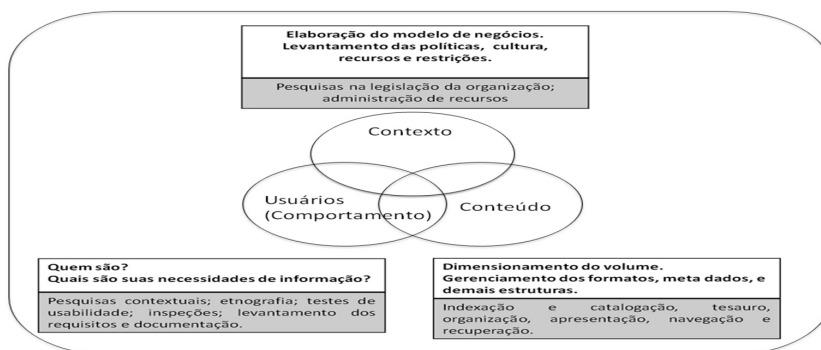 Elaboração do modelo de negócios.
Levantamento das políticas, cultura,
recursos e restrições.
Pesquisas na legislação da organização;
administração de recursos
Contexto
Usuários
(Comportamento)
Conteúdo
Quem são?
Quais são suas necessidades de informação?
Pesquisas contextuais; etnografia; testes de
usabilidade; inspeções; levantamento dos
requisitos e documentação.
Dimensionamento do volume.
Gerenciamento dos formatos, meta dados, e
demais estruturas.
Indexação e catalogação, tesauro,
organização, apresentação, navegação e
recuperação.